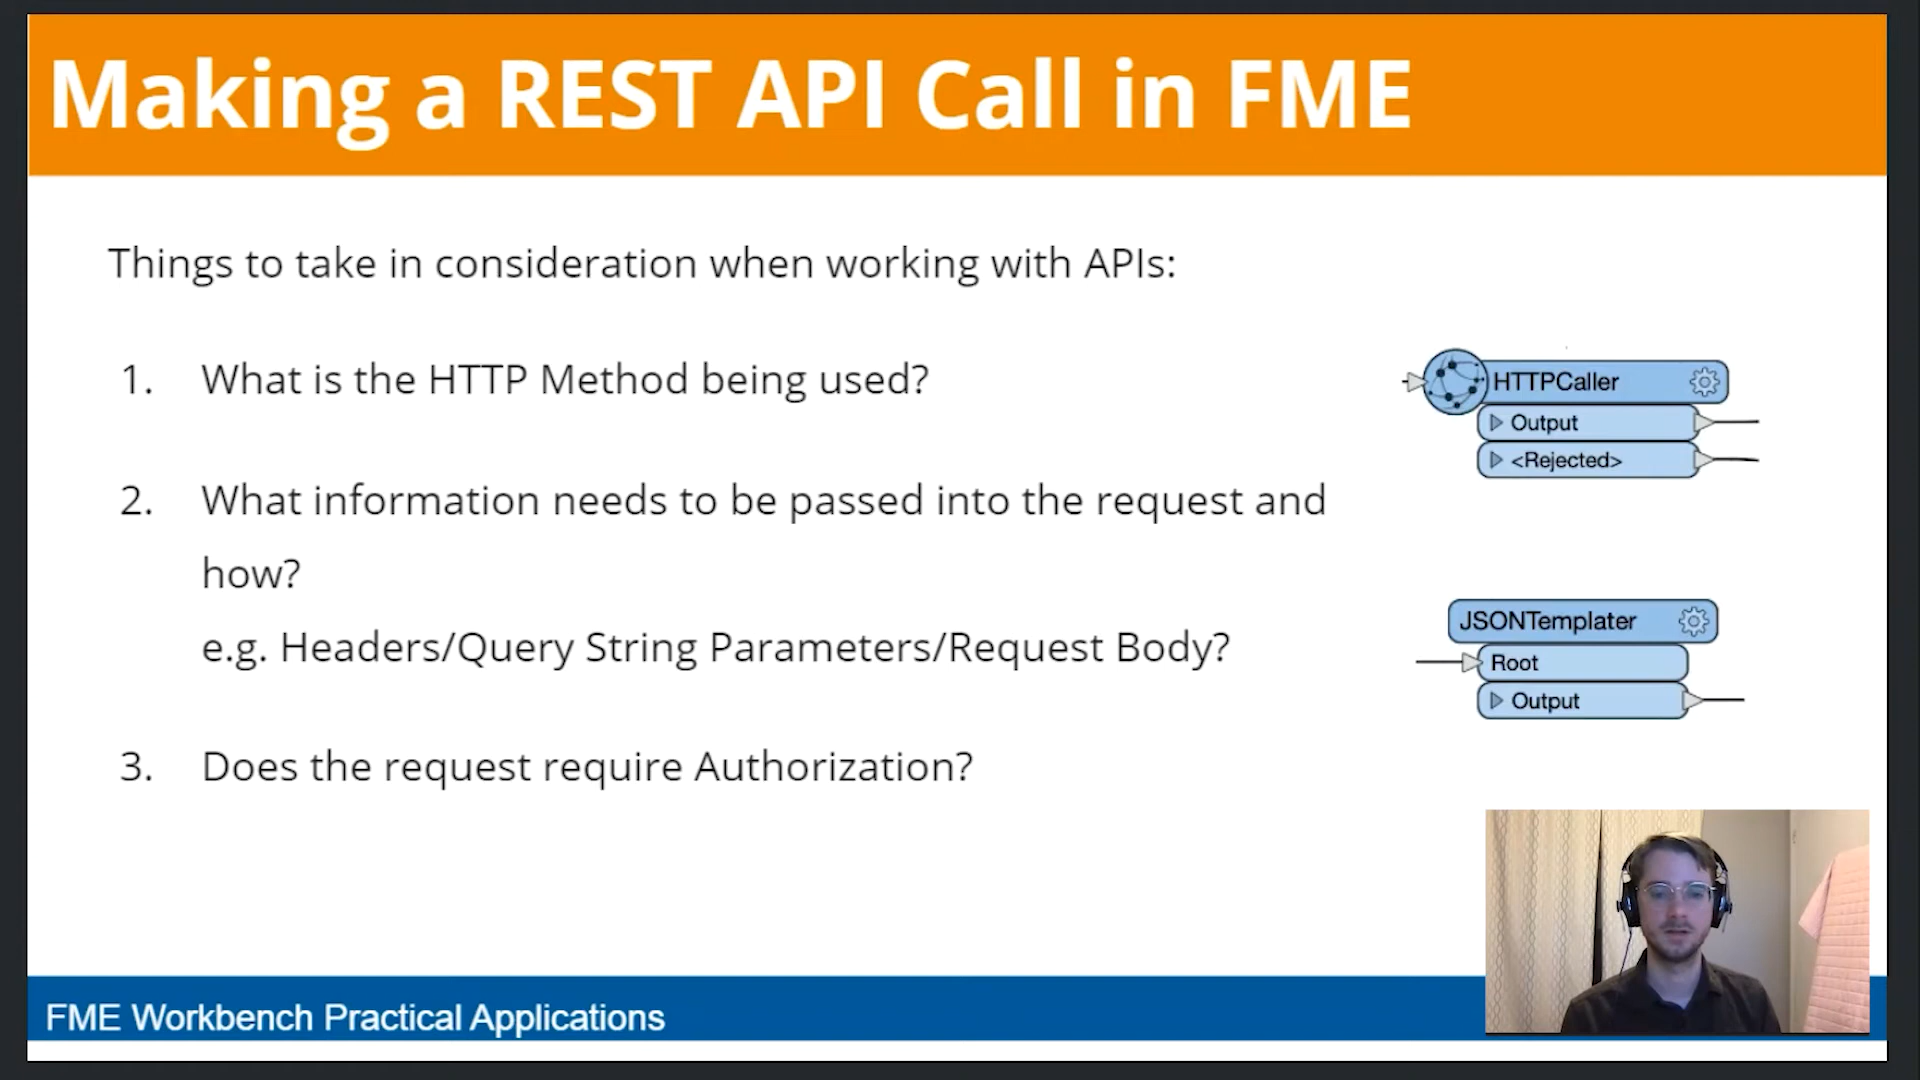 Making a REST API Call in FME
Things to take in consideration when working with APIs:
1. What is the HTTP Method being used?
2. What information needs to be passed into the request and
how?
e.g. Headers/Query String Parameters/Request Body?
3. Does the request require Authorization?
HTTPCaller
Output
<Rejected>
JSONTemplater
Root
Output
FME Workbench Practical Applications